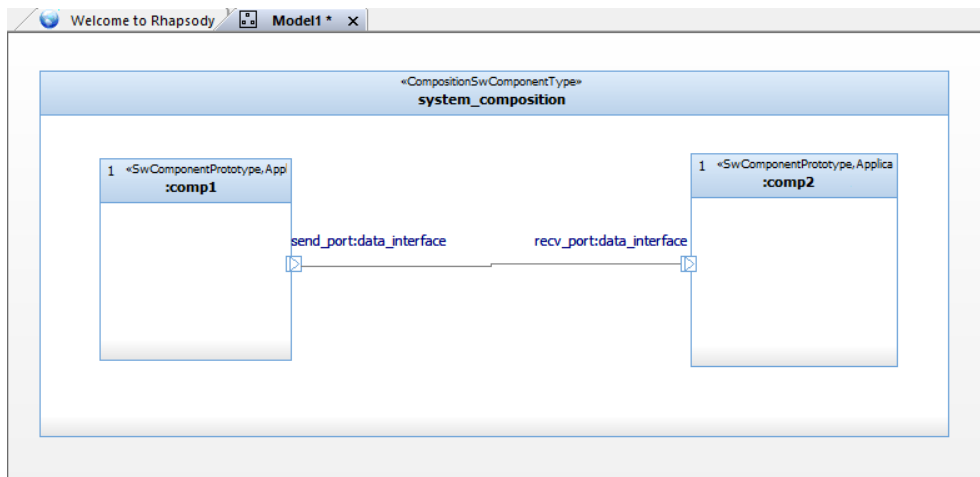 Welcome to Rhapsody Model1 * x
«CompositionSwComponentType»
system_composition
1 «SwComponentPrototype,Appl
:comp1
1 «SwComponentPrototype,Applica
:comp2
send_port:data_interface recv_port:data_interface